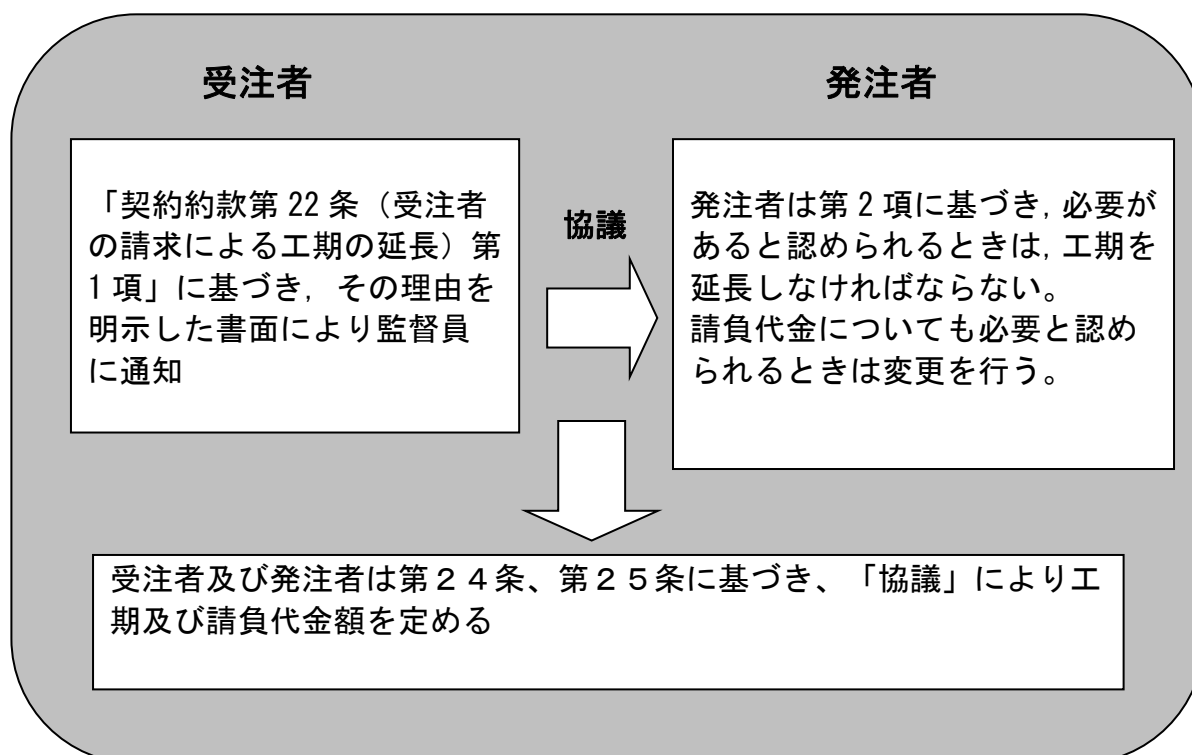 受注者
発注者
「契約約款第 22 条（受注者
の請求による工期の延長）第
1 項」に基づき，その理由を
明示した書面により監督員
に通知
協議
発注者は第 2 項に基づき，必要が
あると認められるときは，工期を
延長しなければならない。
請負代金についても必要と認め
られるときは変更を行う。
受注者及び発注者は第２４条、第２５条に基づき、「協議」により工
期及び請負代金額を定める